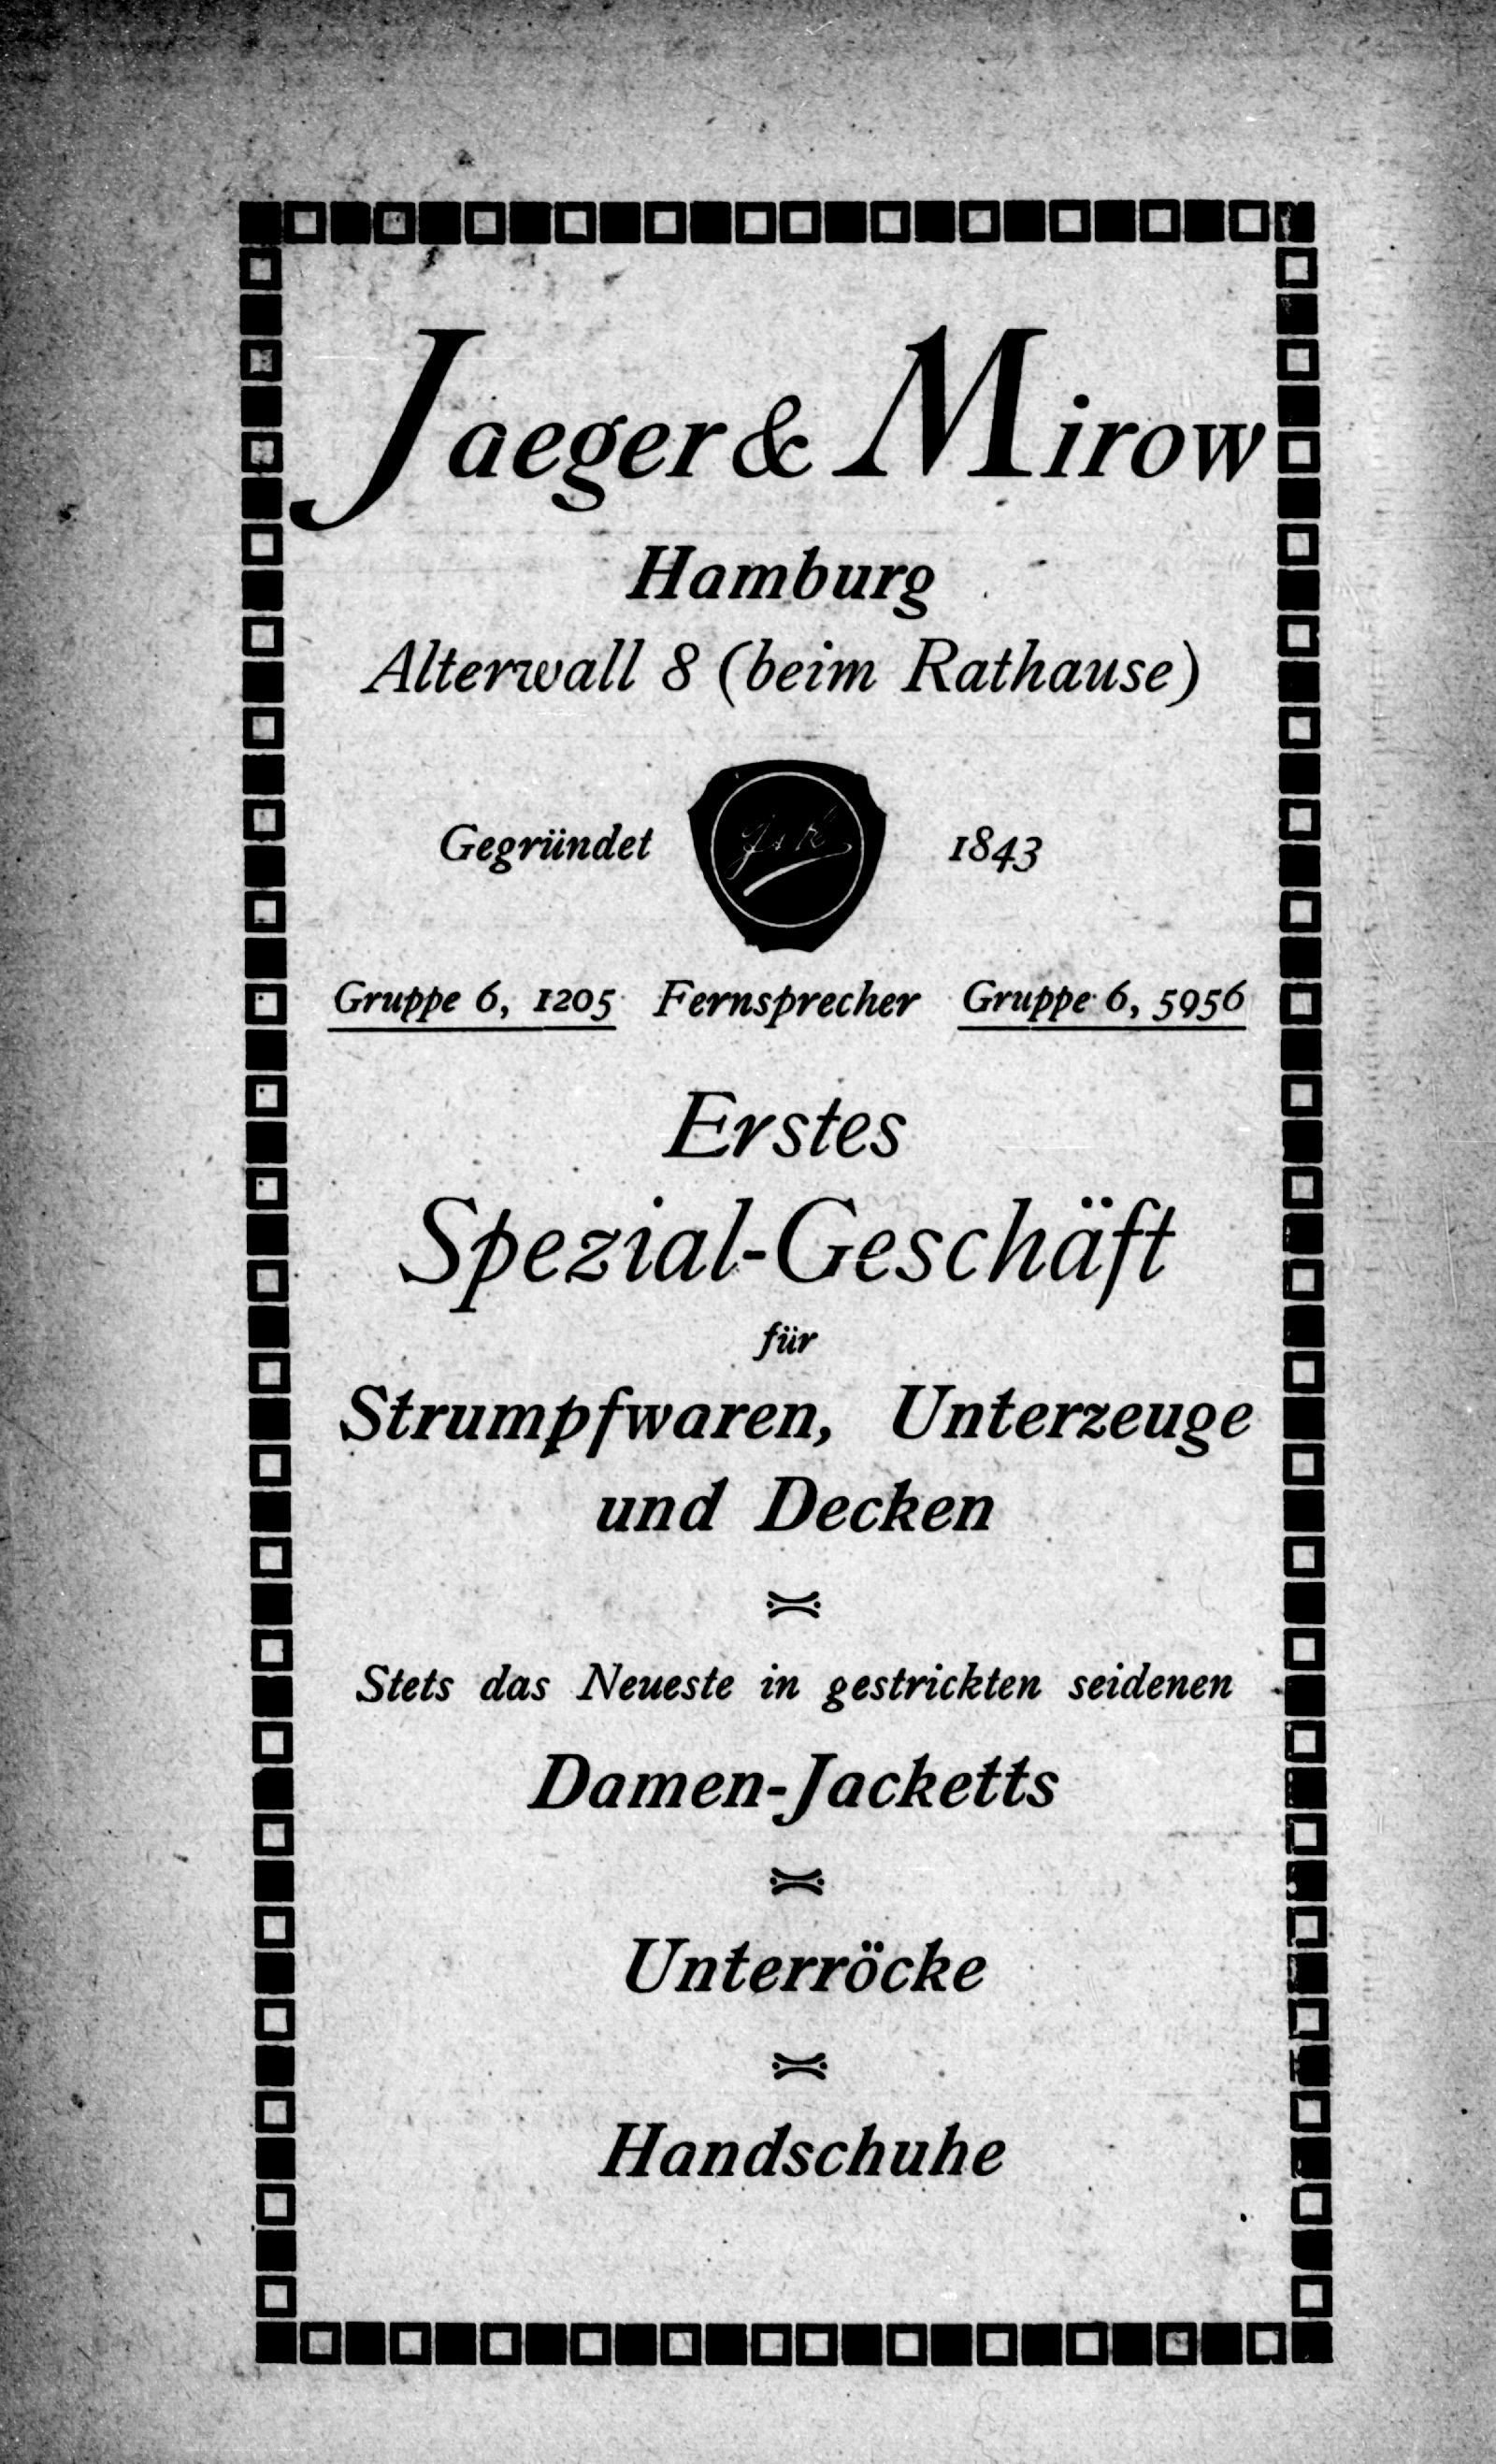 Jaeger & Mirow
Hamburg
Alterwall 8 (beim Rathause)
Gegründet 1843
Gruppe 6, 1205 Fernsprecher Gruppe 6, 5956
Erstes
Spezial-Geschäft
für
Strumpfwaren, Unterzeuge
und Decken
Stets das Neueste in gestrickten seidenen
Damen-Jacketts
Unterröcke
Handschuhe